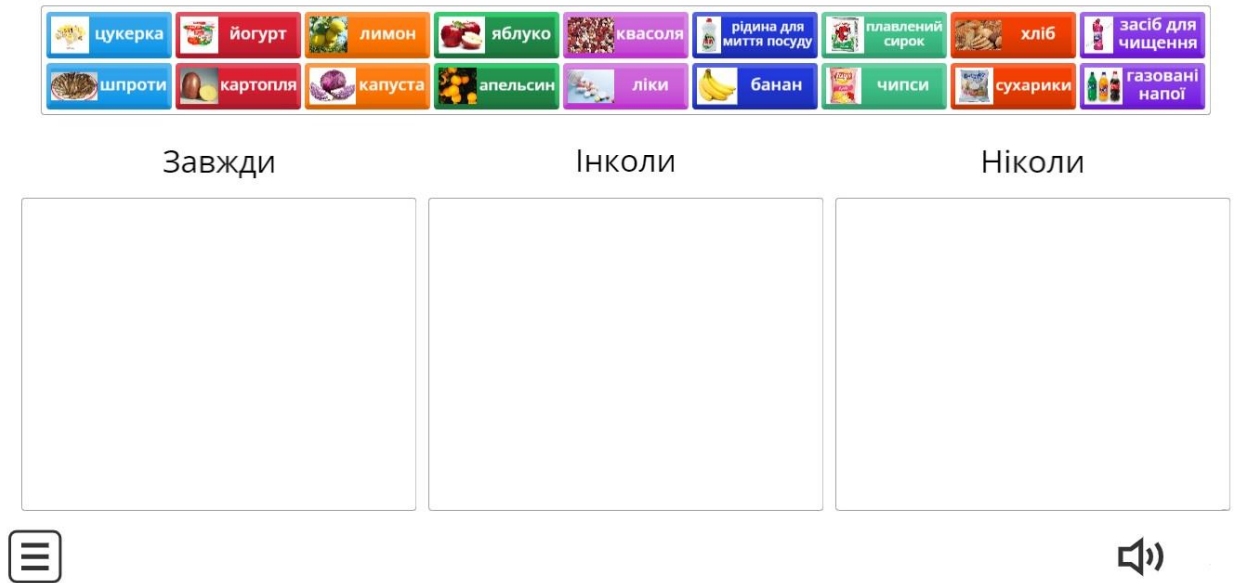 цукерка
йогурт
лимон
яблуко
квасоля
рідина для
миття посуду
плавлений
сирок
хліб
засіб для
чищення
шпроти
картопля
капуста
апельсин
ліки
банан
чипси
сухарики
газовані
напої
Завжди
Інколи
Ніколи